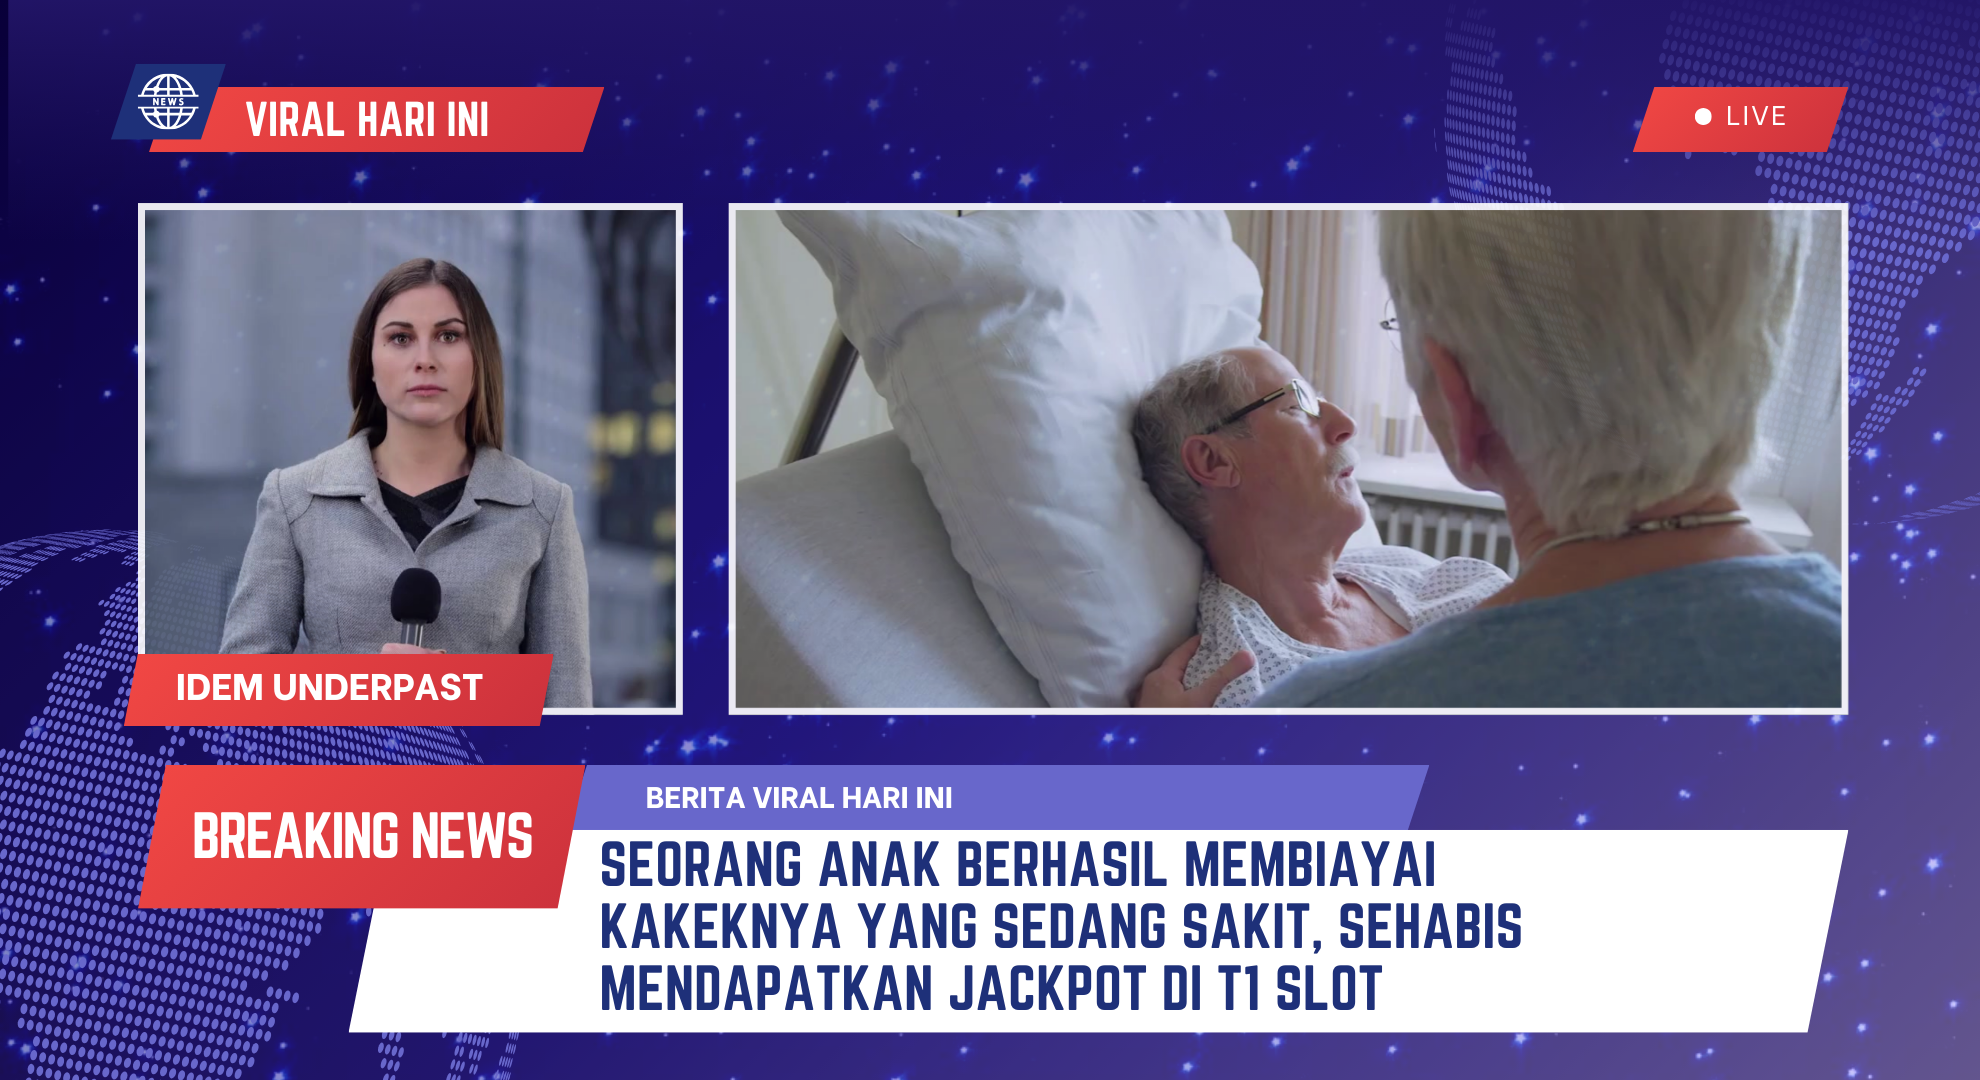 NEWS
VIRAL HARI INI
LIVE
IDEM UNDERPAST
BREAKING NEWS
BERITA VIRAL HARI INI
SEORANG ANAK BERHASIL MEMBIAYAI
KAKEKNYA YANG SEDANG SAKIT, SEHABIS
MENDAPATKAN JACKPOT DI T1 SLOT